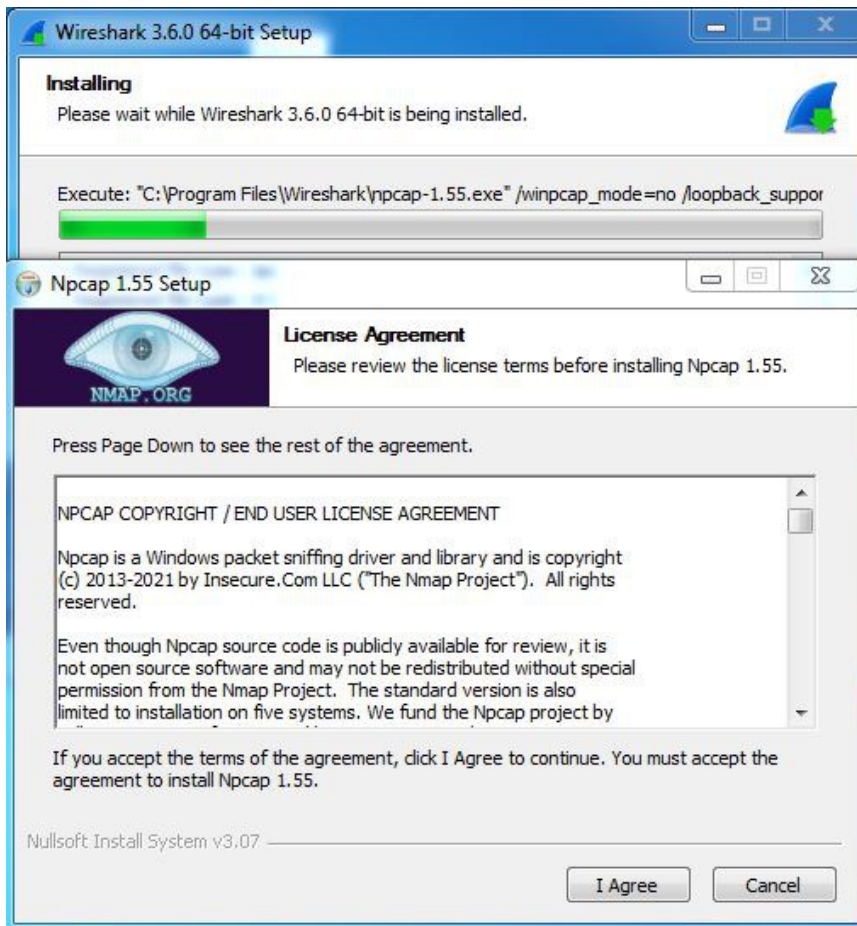 Wireshark 3.6.0 64-bit Setup
Installing
Please wait while Wireshark 3.6.0 64-bit is being installed.
Execute: "C:\Program Files\Wireshark\npcap-1.55.exe" /winpcap_mode=no /loopback_suppor
Npcap 1.55 Setup
NMAP.ORG
License Agreement
Please review the license terms before installing Npcap 1.55.
Press Page Down to see the rest of the agreement.
NPCAP COPYRIGHT / END USER LICENSE AGREEMENT
Npcap is a Windows packet sniffing driver and library and is copyright
(c) 2013-2021 by Insecure.Com LLC ("The Nmap Project").  All rights
reserved.
Even though Npcap source code is publicly available for review, it is
not open source software and may not be redistributed without special
permission from the Nmap Project.  The standard version is also
limited to installation on five systems. We fund the Npcap project by
If you accept the terms of the agreement, click I Agree to continue. You must accept the
agreement to install Npcap 1.55.
Nullsoft Install System v3.07
I Agree
Cancel